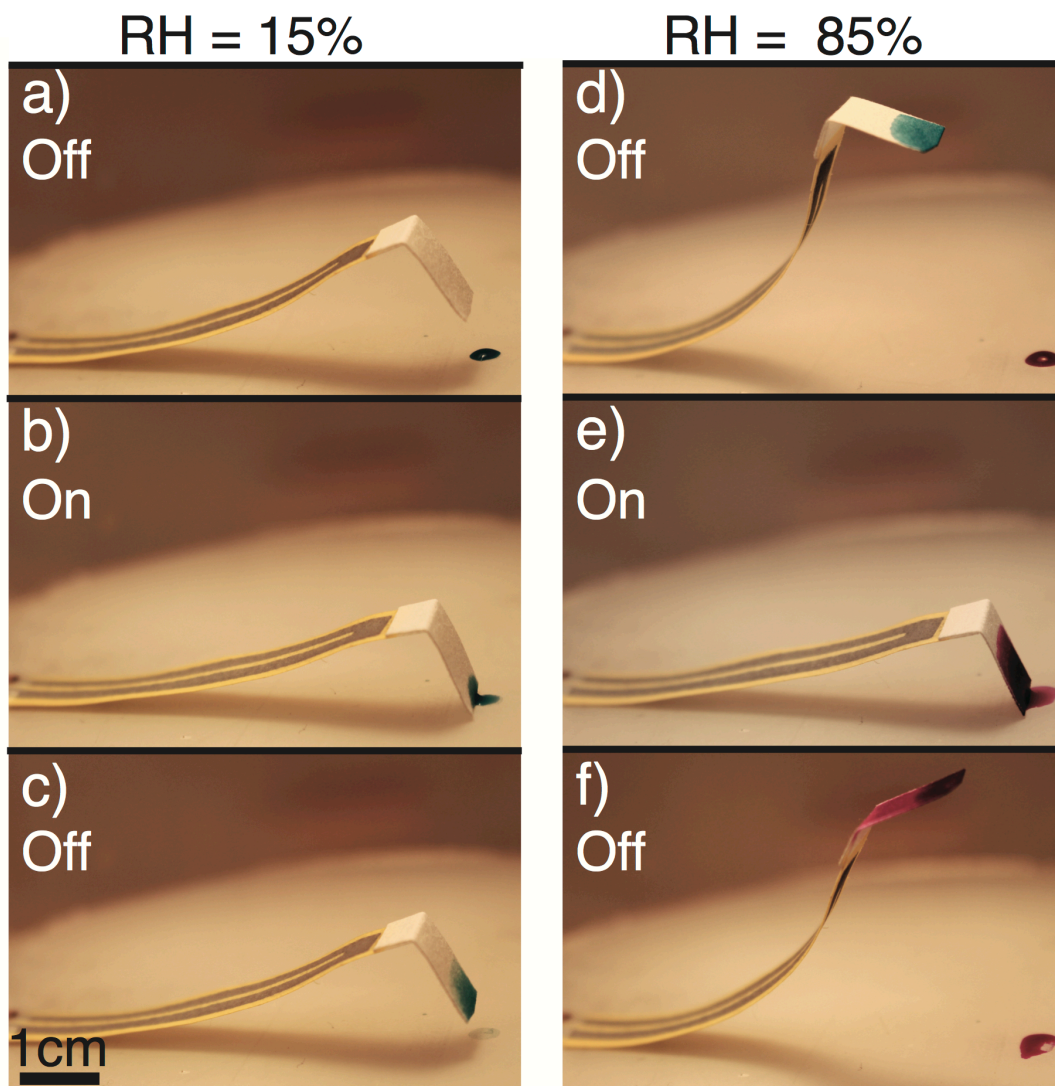 RH = 15%
RH = 85%
a)
Off
d)
Off
b)
On
e)
On
c)
Off
f)
Off
1cm